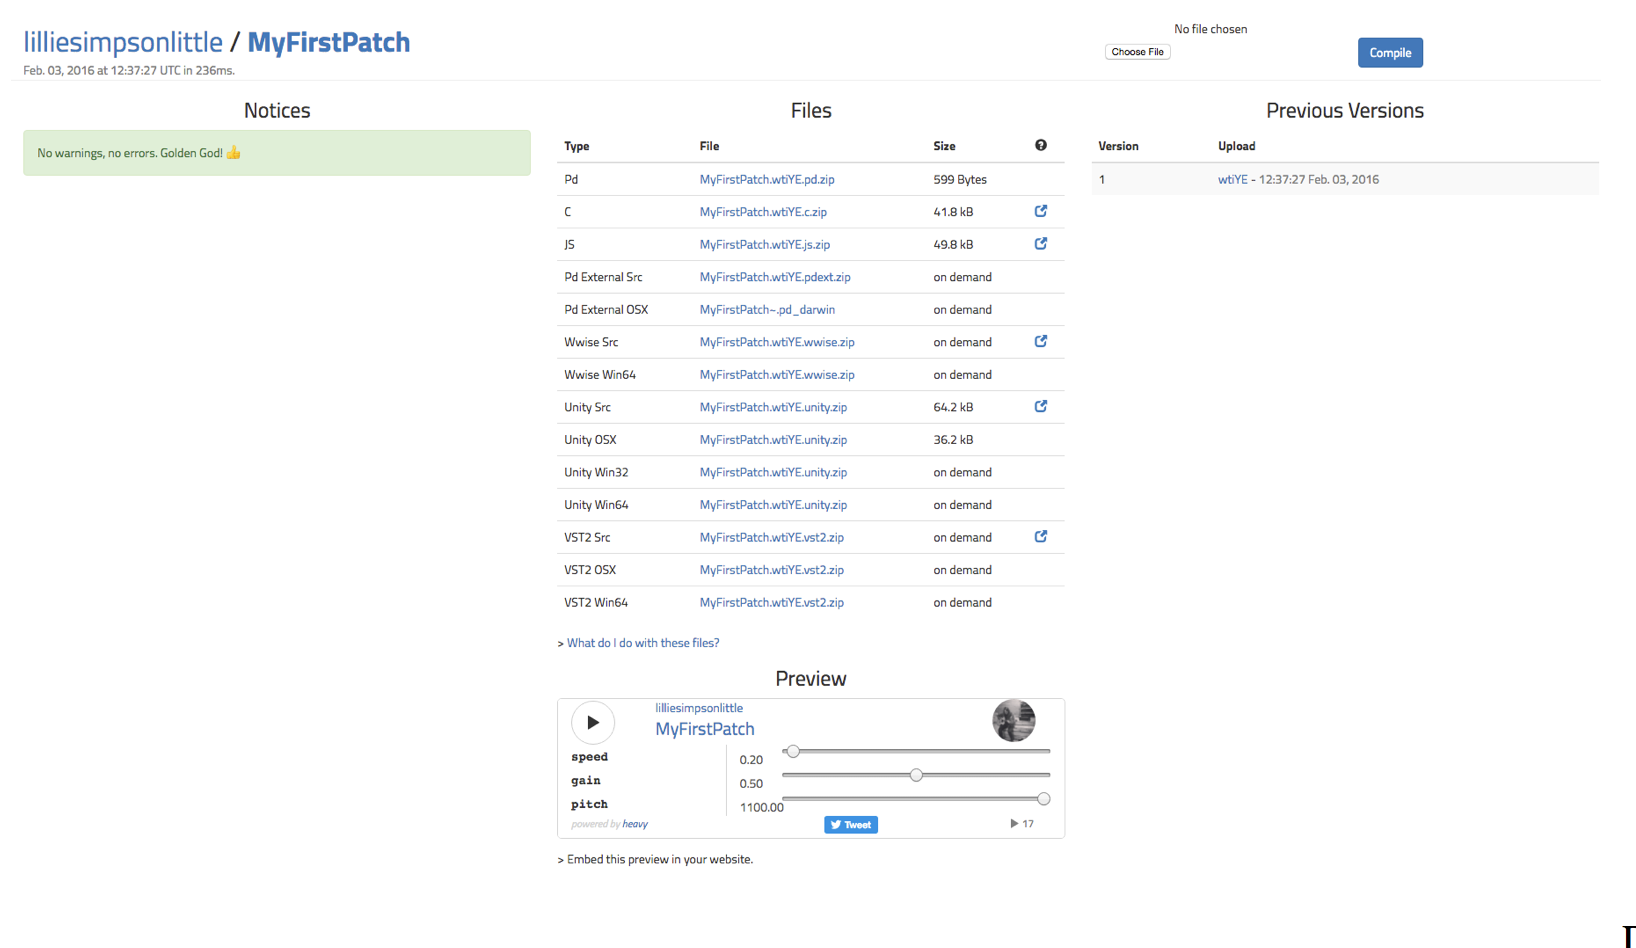 lilliesimpsonlittle / MyFirstPatch
Feb. 03, 2016 at 12:37:27 UTC in 236ms.
No file chosen
Choose File
Compile
Notices
No warnings, no errors. Golden God! 👍
Files
Type File Size ?
Pd MyFirstPatch.wtiYE.pd.zip 599 Bytes
C MyFirstPatch.wtiYE.c.zip 41.8 kB
JS MyFirstPatch.wtiYE.js.zip 49.8 kB
Pd External Src MyFirstPatch.wtiYE.pdext.zip on demand
Pd External OSX MyFirstPatch~.pd_darwin on demand
Wwise Src MyFirstPatch.wtiYE.wwise.zip on demand
Wwise Win64 MyFirstPatch.wtiYE.wwise.zip on demand
Unity Src MyFirstPatch.wtiYE.unity.zip 64.2 kB
Unity OSX MyFirstPatch.wtiYE.unity.zip 36.2 kB
Unity Win32 MyFirstPatch.wtiYE.unity.zip on demand
Unity Win64 MyFirstPatch.wtiYE.unity.zip on demand
VST2 Src MyFirstPatch.wtiYE.vst2.zip on demand
VST2 OSX MyFirstPatch.wtiYE.vst2.zip on demand
VST2 Win64 MyFirstPatch.wtiYE.vst2.zip on demand
> What do I do with these files?
Preview
lilliesimpsonlittle
MyFirstPatch
speed 0.20
gain 0.50
pitch 1100.00
powered by heavy
Tweet
17
> Embed this preview in your website.
Previous Versions
Version Upload
1 wtiYE - 12:37:27 Feb. 03, 2016